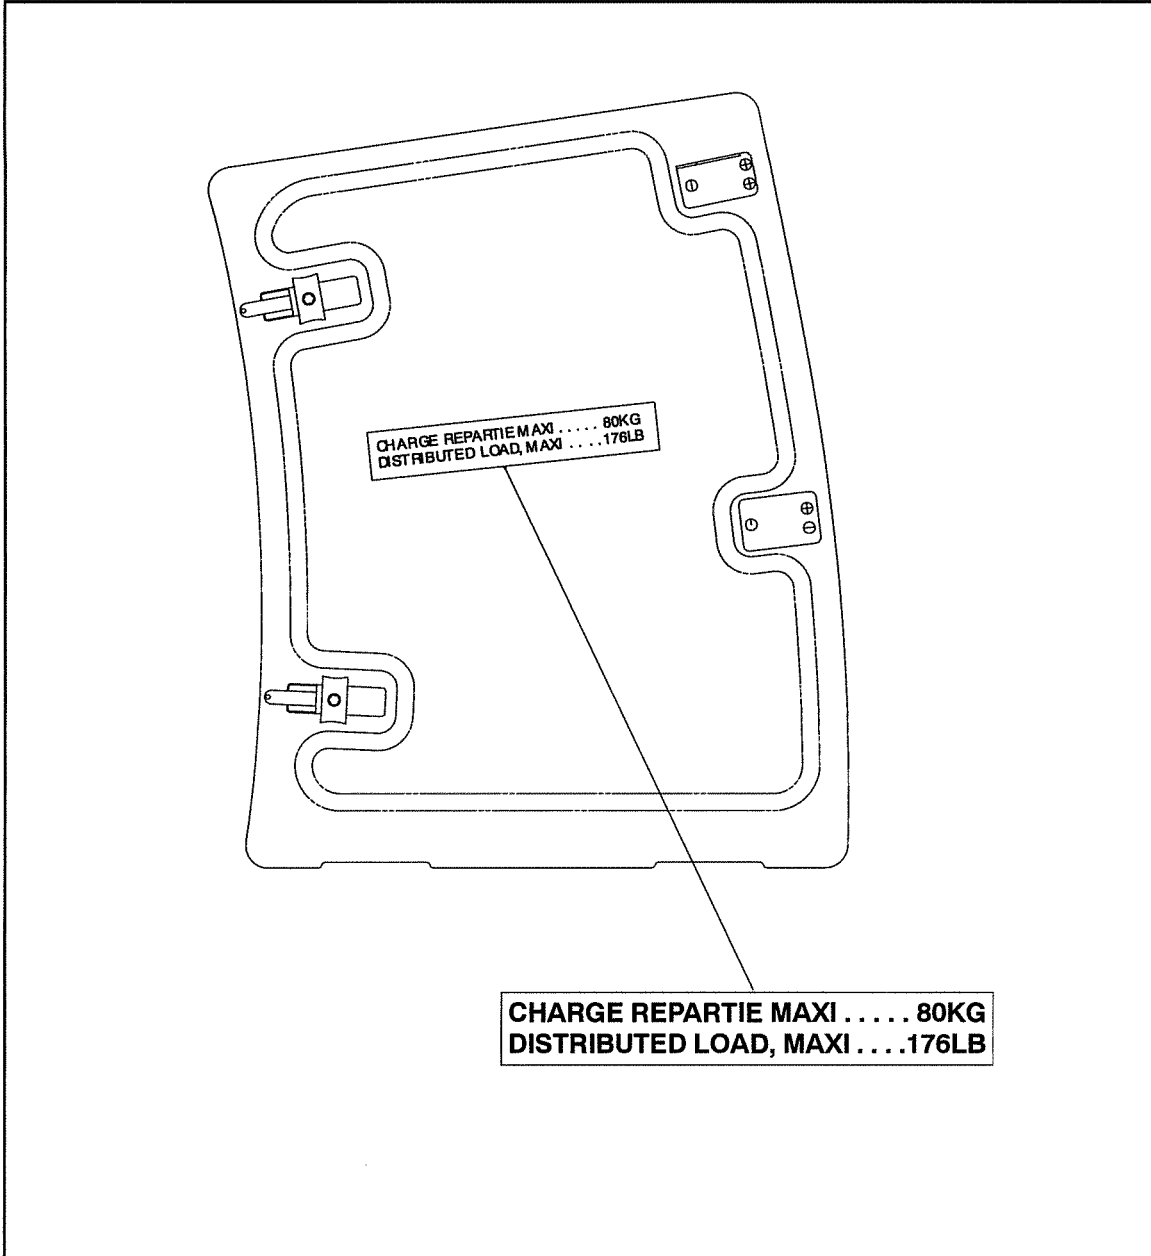 CHARGE REPARTIE MAXI ..... 80KG
DISTRIBUTED LOAD, MAXI ....176LB
CHARGE REPARTIE MAXI ..... 80KG
DISTRIBUTED LOAD, MAXI ....176LB